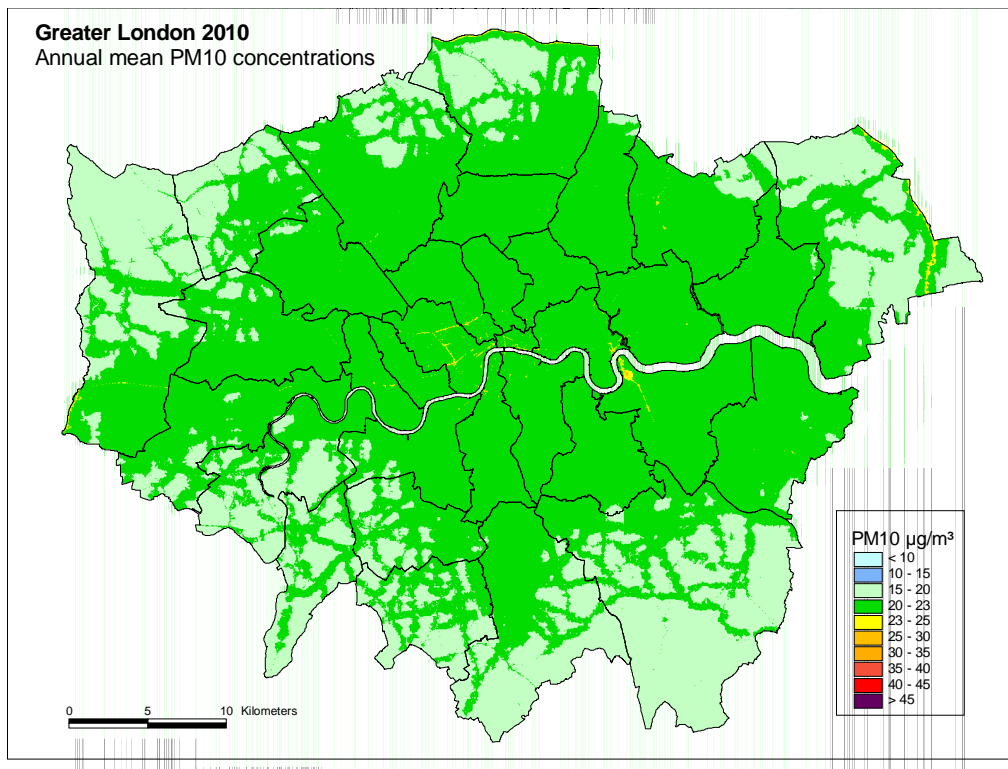 Greater London 2010
Annual mean PM10 concentrations
PM10 µg/m³
< 10
10 - 15
15 - 20
20 - 23
23 - 25
25 - 30
30 - 35
35 - 40
40 - 45
> 45
0 5 10 Kilometers